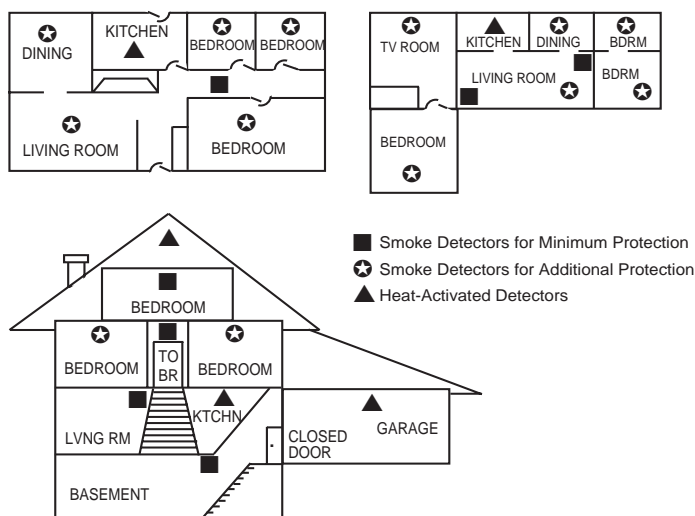 DINING
KITCHEN
BEDROOM
BEDROOM
LIVING ROOM
BEDROOM
TV ROOM
KITCHEN
DINING
BDRM
LIVING ROOM
BDRM
BEDROOM
Smoke Detectors for Minimum Protection
Smoke Detectors for Additional Protection
Heat-Activated Detectors
BEDROOM
BEDROOM
TO
BR
BEDROOM
LVNG RM
KTCHN
CLOSED
DOOR
GARAGE
BASEMENT